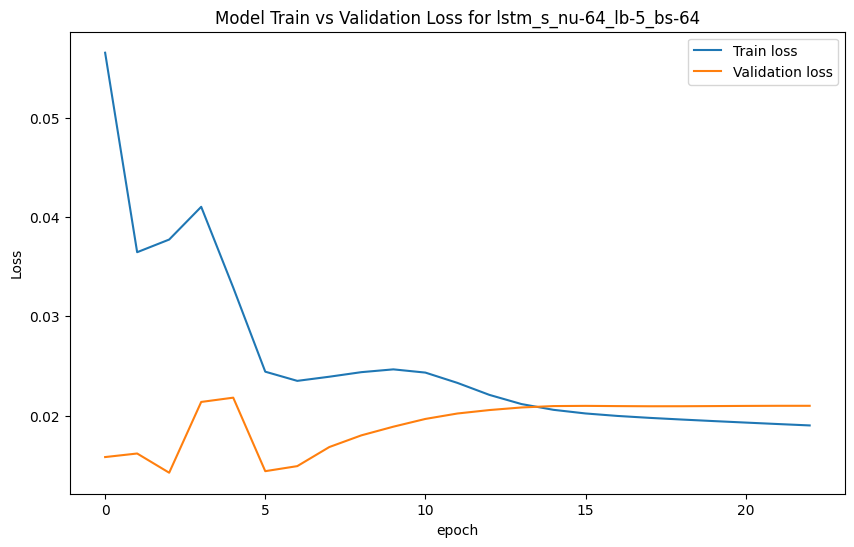 Model Train vs Validation Loss for lstm_s_nu-64_lb-5_bs-64
Train loss
Validation loss
0.05
0.04
0.03
0.02
Loss
0 5 10 15 20
epoch